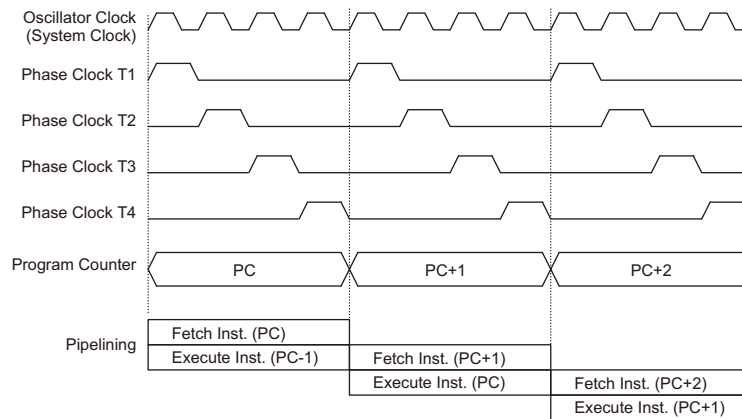 Oscillator Clock
(System Clock)
Phase Clock T1
Phase Clock T2
Phase Clock T3
Phase Clock T4
Program Counter
PC
PC+1
PC+2
Pipelining
Fetch Inst. (PC)
Execute Inst. (PC-1)
Fetch Inst. (PC+1)
Execute Inst. (PC)
Fetch Inst. (PC+2)
Execute Inst. (PC+1)